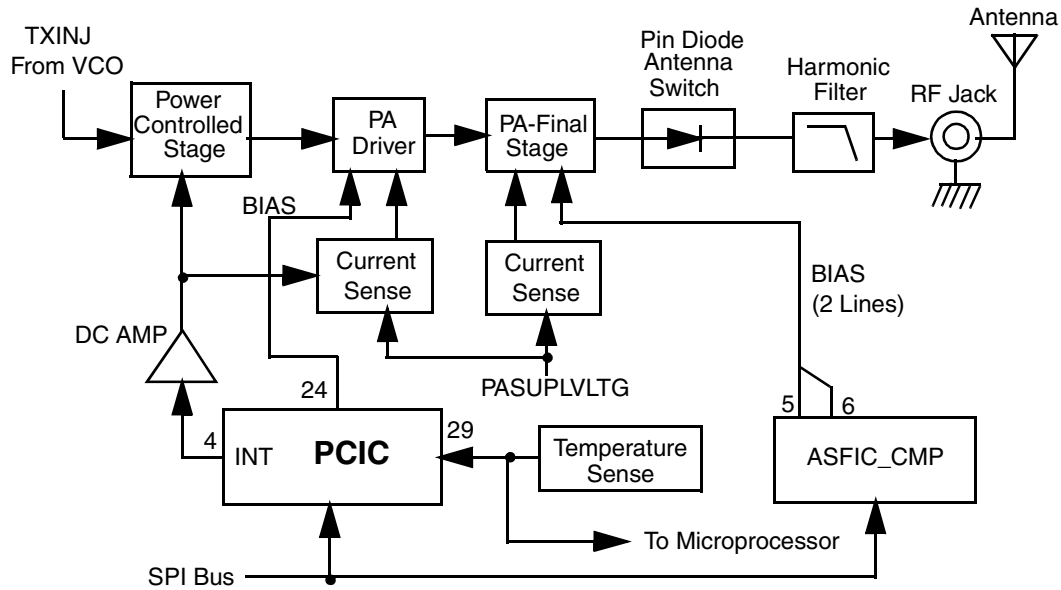 Antenna
TXINJ
From VCO
Pin Diode
Antenna
Switch
Harmonic
Filter
RF Jack
Power
Controlled
Stage
PA
Driver
PA-Final
Stage
BIAS
Current
Sense
Current
Sense
BIAS
(2 Lines)
DC AMP
PASUPLVLTG
24
5
6
4
INT
PCIC
29
Temperature
Sense
ASFIC_CMP
To Microprocessor
SPI Bus